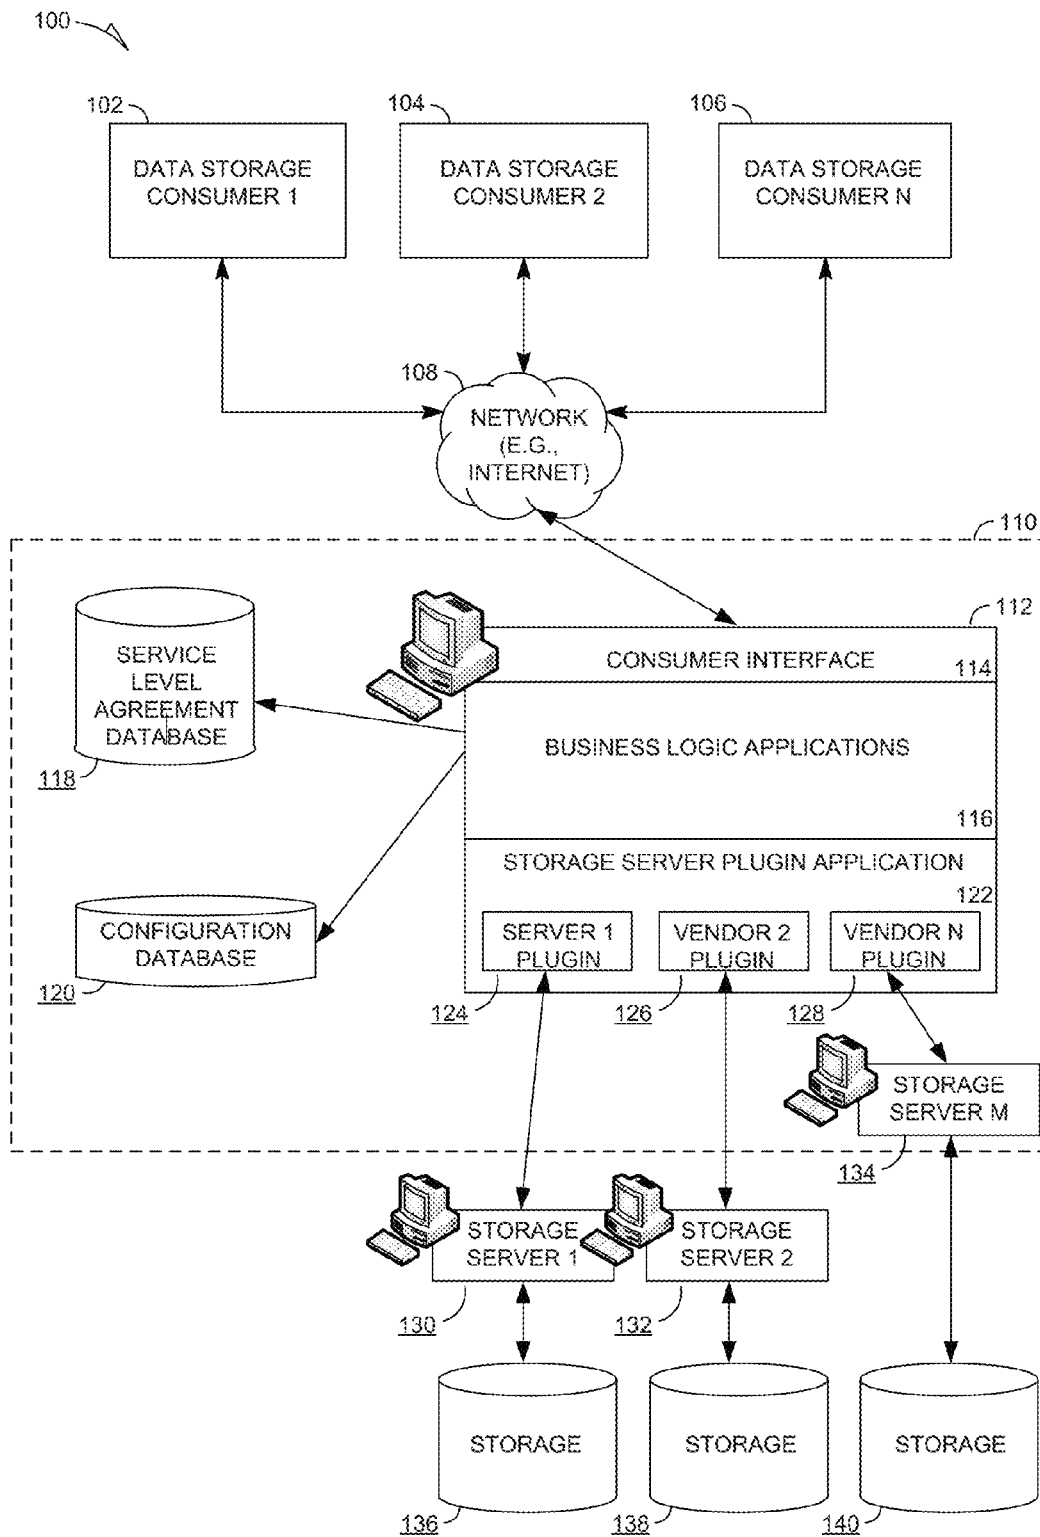 100
102
104
106
DATA STORAGE
CONSUMER 1
DATA STORAGE
CONSUMER 2
DATA STORAGE
CONSUMER N
108
NETWORK
(E.G.,
INTERNET)
110
112
SERVICE
LEVEL
AGREEMENT
DATABASE
118
CONSUMER INTERFACE
114
BUSINESS LOGIC APPLICATIONS
116
STORAGE SERVER PLUGIN APPLICATION
122
CONFIGURATION
DATABASE
120
SERVER 1
PLUGIN
VENDOR 2
PLUGIN
VENDOR N
PLUGIN
124
126
128
STORAGE
SERVER M
134
STORAGE
SERVER 1
STORAGE
SERVER 2
130
132
STORAGE
STORAGE
STORAGE
136
138
140